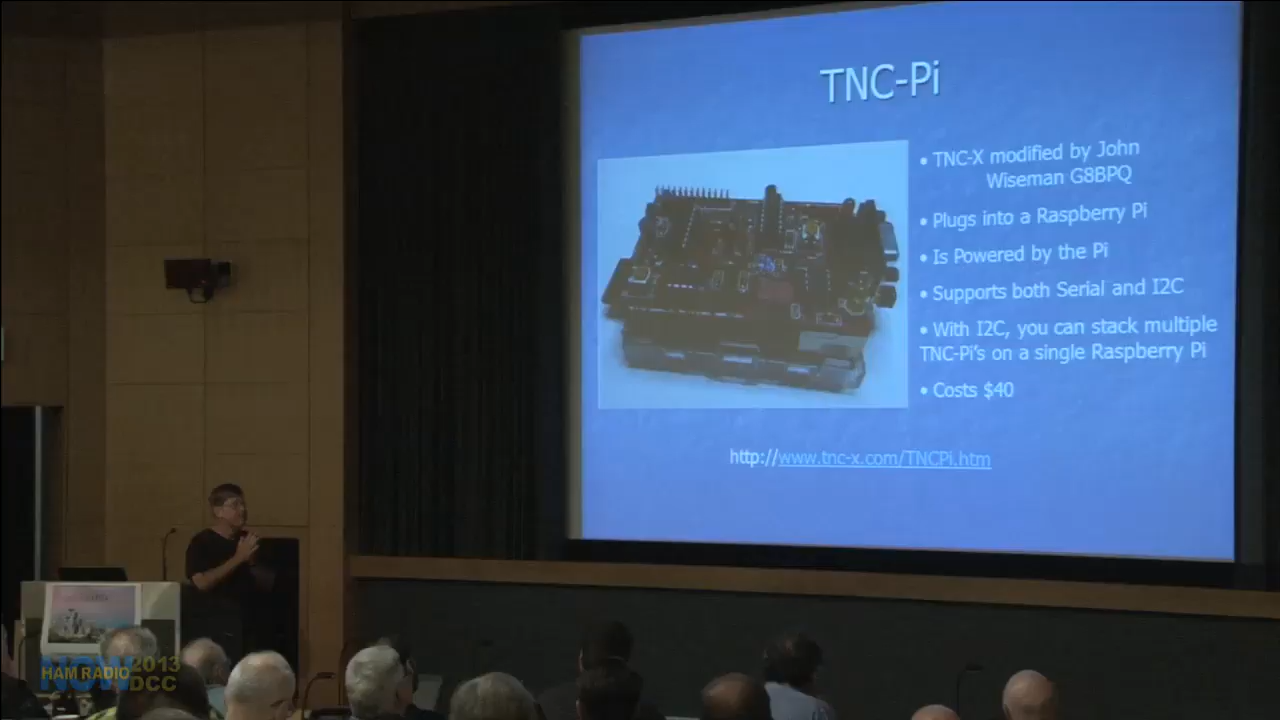 TNC-Pi
• TNC-X modified by John
Wiseman G8BPQ
• Plugs into a Raspberry Pi
• Is Powered by the Pi
• Supports both Serial and I2C
• With I2C, you can stack multiple
TNC-Pi's on a single Raspberry Pi
• Costs $40
http://www.tnc-x.com/TNCPi.htm
NOW
HAM RADIO 2013
DCC